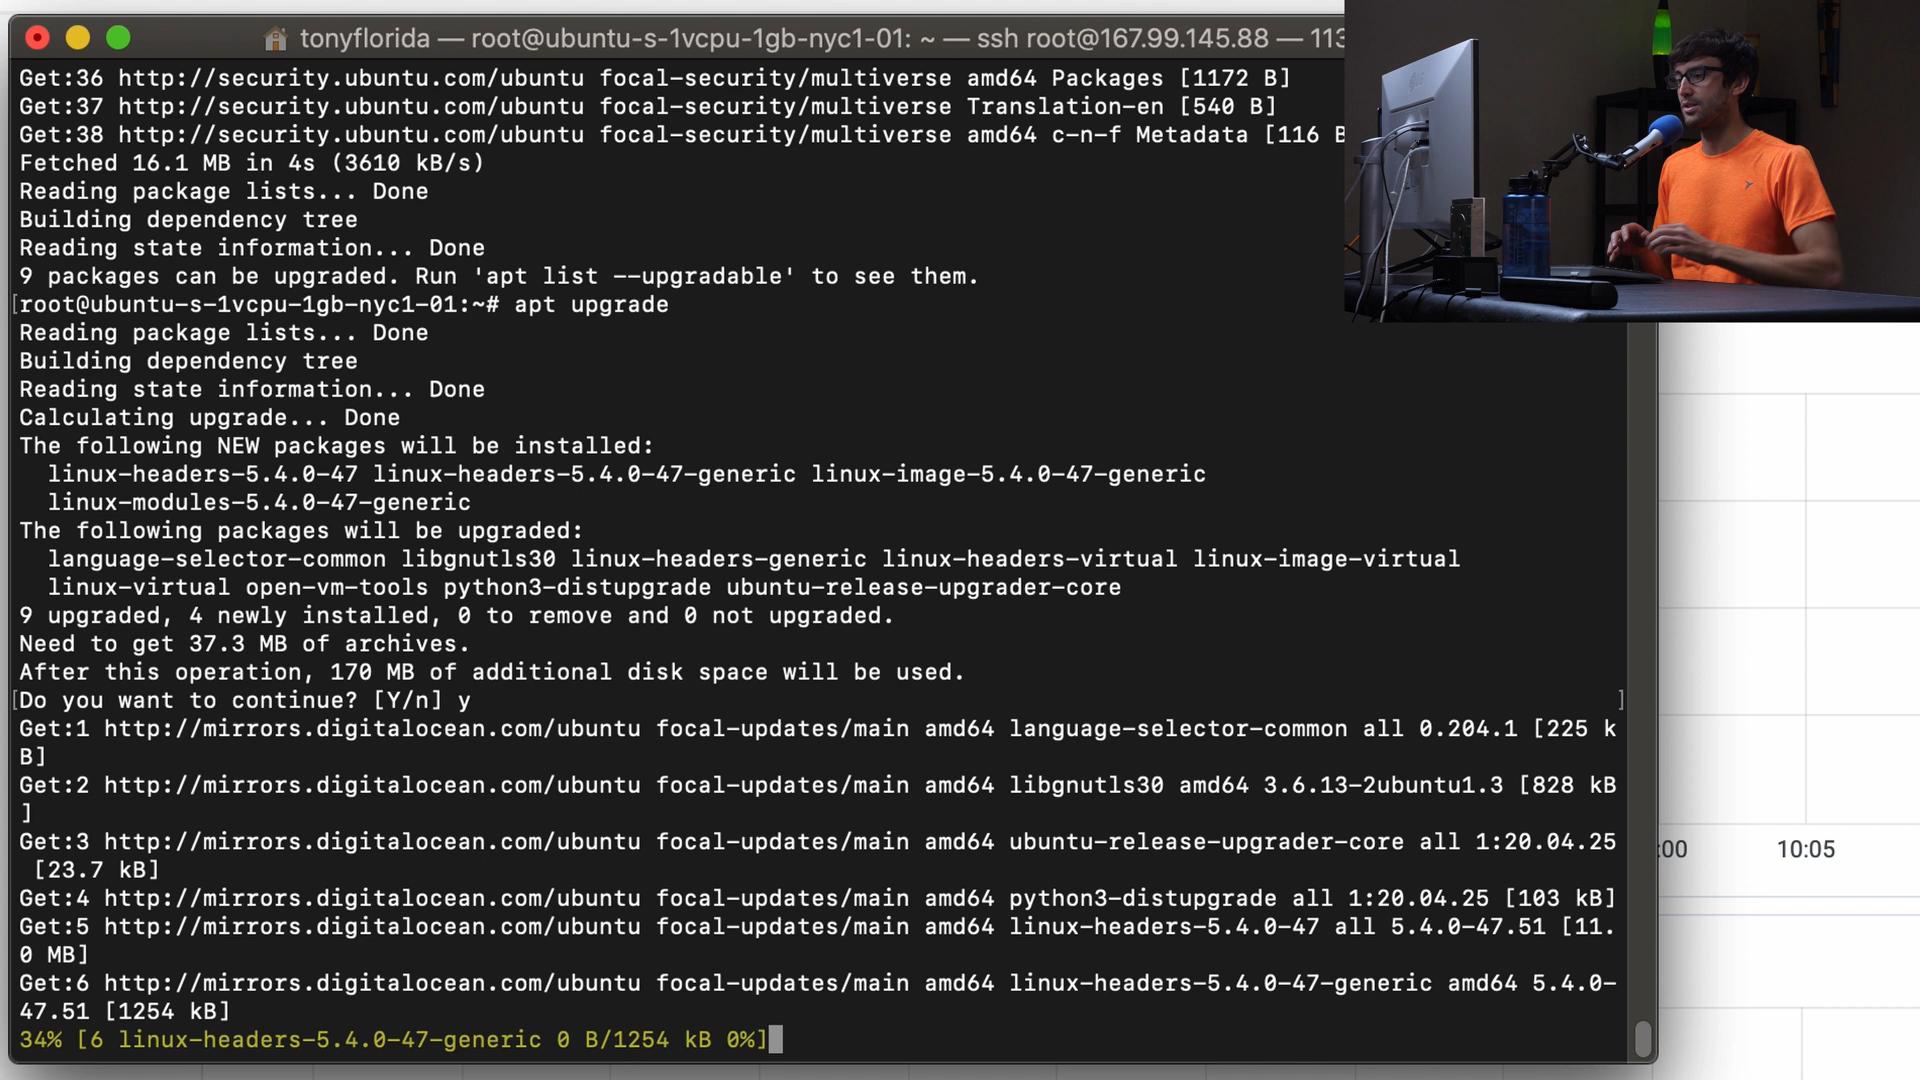 tonyflorida — root@ubuntu-s-1vcpu-1gb-nyc1-01: ~ — ssh root@167.99.145.88 — 113
Get:36 http://security.ubuntu.com/ubuntu focal-security/multiverse amd64 Packages [1172 B]
Get:37 http://security.ubuntu.com/ubuntu focal-security/multiverse Translation-en [540 B]
Get:38 http://security.ubuntu.com/ubuntu focal-security/multiverse amd64 c-n-f Metadata [116 B
Fetched 16.1 MB in 4s (3610 kB/s)
Reading package lists... Done
Building dependency tree
Reading state information... Done
9 packages can be upgraded. Run 'apt list --upgradable' to see them.
[root@ubuntu-s-1vcpu-1gb-nyc1-01:~# apt upgrade
Reading package lists... Done
Building dependency tree
Reading state information... Done
Calculating upgrade... Done
The following NEW packages will be installed:
  linux-headers-5.4.0-47 linux-headers-5.4.0-47-generic linux-image-5.4.0-47-generic
  linux-modules-5.4.0-47-generic
The following packages will be upgraded:
  language-selector-common libgnutls30 linux-headers-generic linux-headers-virtual linux-image-virtual
  linux-virtual open-vm-tools python3-distupgrade ubuntu-release-upgrader-core
9 upgraded, 4 newly installed, 0 to remove and 0 not upgraded.
Need to get 37.3 MB of archives.
After this operation, 170 MB of additional disk space will be used.
[Do you want to continue? [Y/n] y ]
Get:1 http://mirrors.digitalocean.com/ubuntu focal-updates/main amd64 language-selector-common all 0.204.1 [225 k
B]
Get:2 http://mirrors.digitalocean.com/ubuntu focal-updates/main amd64 libgnutls30 amd64 3.6.13-2ubuntu1.3 [828 kB
]
Get:3 http://mirrors.digitalocean.com/ubuntu focal-updates/main amd64 ubuntu-release-upgrader-core all 1:20.04.25
 [23.7 kB]
Get:4 http://mirrors.digitalocean.com/ubuntu focal-updates/main amd64 python3-distupgrade all 1:20.04.25 [103 kB]
Get:5 http://mirrors.digitalocean.com/ubuntu focal-updates/main amd64 linux-headers-5.4.0-47 all 5.4.0-47.51 [11.
0 MB]
Get:6 http://mirrors.digitalocean.com/ubuntu focal-updates/main amd64 linux-headers-5.4.0-47-generic amd64 5.4.0-
47.51 [1254 kB]
34% [6 linux-headers-5.4.0-47-generic 0 B/1254 kB 0%]
:00 10:05